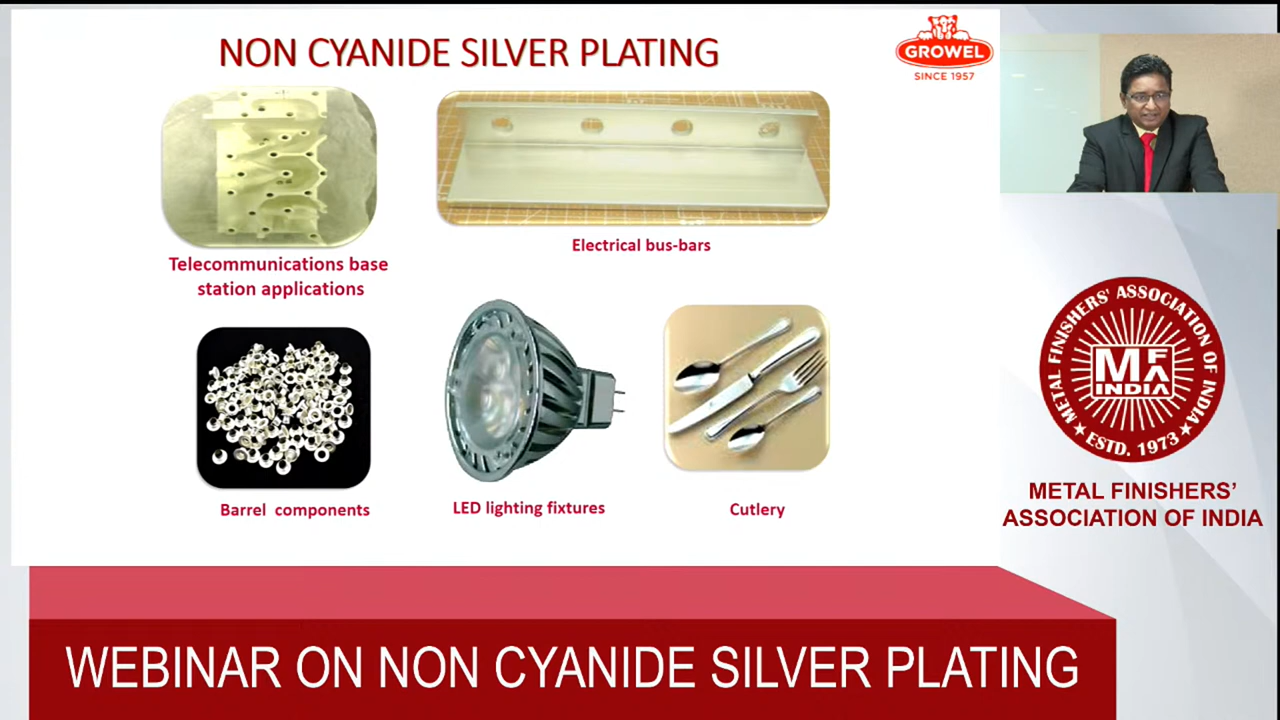 NON CYANIDE SILVER PLATING
GROWEL
SINCE 1957
Telecommunications base
station applications
Electrical bus-bars
Barrel components
LED lighting fixtures
Cutlery
METAL FINISHERS' ASSOCIATION OF INDIA
MFA
INDIA
★ ESTD. 1973 ★
METAL FINISHERS’
ASSOCIATION OF INDIA
WEBINAR ON NON CYANIDE SILVER PLATING